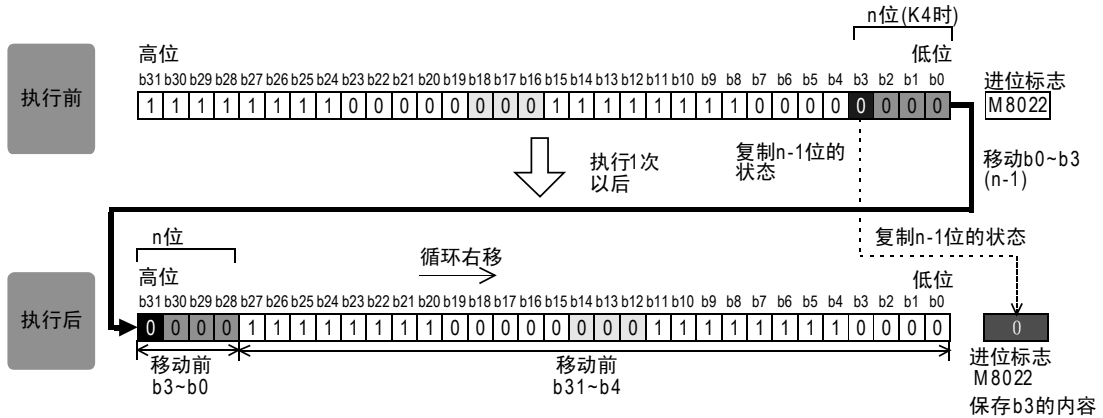 n位(K4时)
高位 低位
b31 b30 b29 b28 b27 b26 b25 b24 b23 b22 b21 b20 b19 b18 b17 b16 b15 b14 b13 b12 b11 b10 b9 b8 b7 b6 b5 b4 b3 b2 b1 b0
执行前
1 1 1 1 1 1 1 1 0 0 0 0 0 0 0 0 1 1 1 1 1 1 1 1 0 0 0 0 0 0 0 0
进位标志
M8022
执行1次
以后
复制n-1位的
状态
移动b0~b3
(n-1)
n位
循环右移
复制n-1位的状态
高位 低位
b31 b30 b29 b28 b27 b26 b25 b24 b23 b22 b21 b20 b19 b18 b17 b16 b15 b14 b13 b12 b11 b10 b9 b8 b7 b6 b5 b4 b3 b2 b1 b0
执行后
0 0 0 0 1 1 1 1 1 1 1 1 0 0 0 0 0 0 0 0 1 1 1 1 1 1 1 1 0 0 0 0
0
移动前
b3~b0
移动前
b31~b4
进位标志
M8022
保存b3的内容